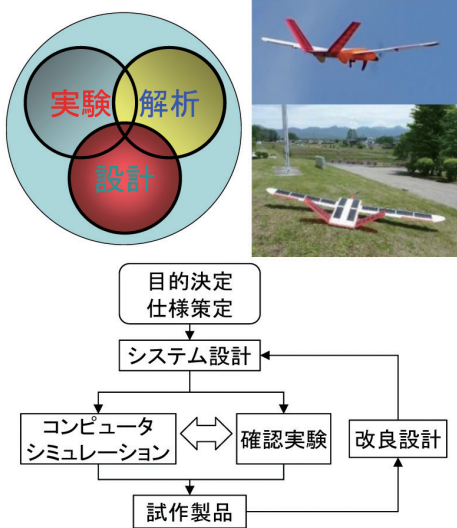 実験
解析
設計
目的決定
仕様策定
システム設計
コンピュータ
シミュレーション
確認実験
改良設計
試作製品